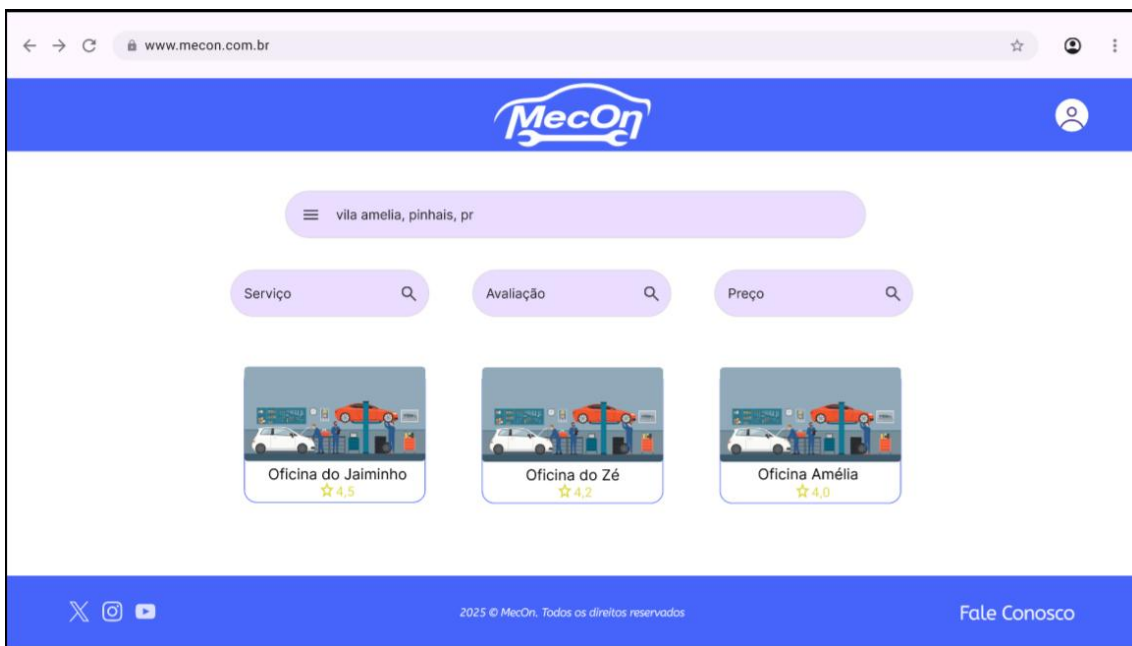 www.mecon.com.br
MecOn
vila amelia, pinhais, pr
Serviço
Avaliação
Preço
Oficina do Jaiminho
4,5
Oficina do Zé
4,2
Oficina Amélia
4,0
2025 © MecOn. Todos os direitos reservados
Fale Conosco